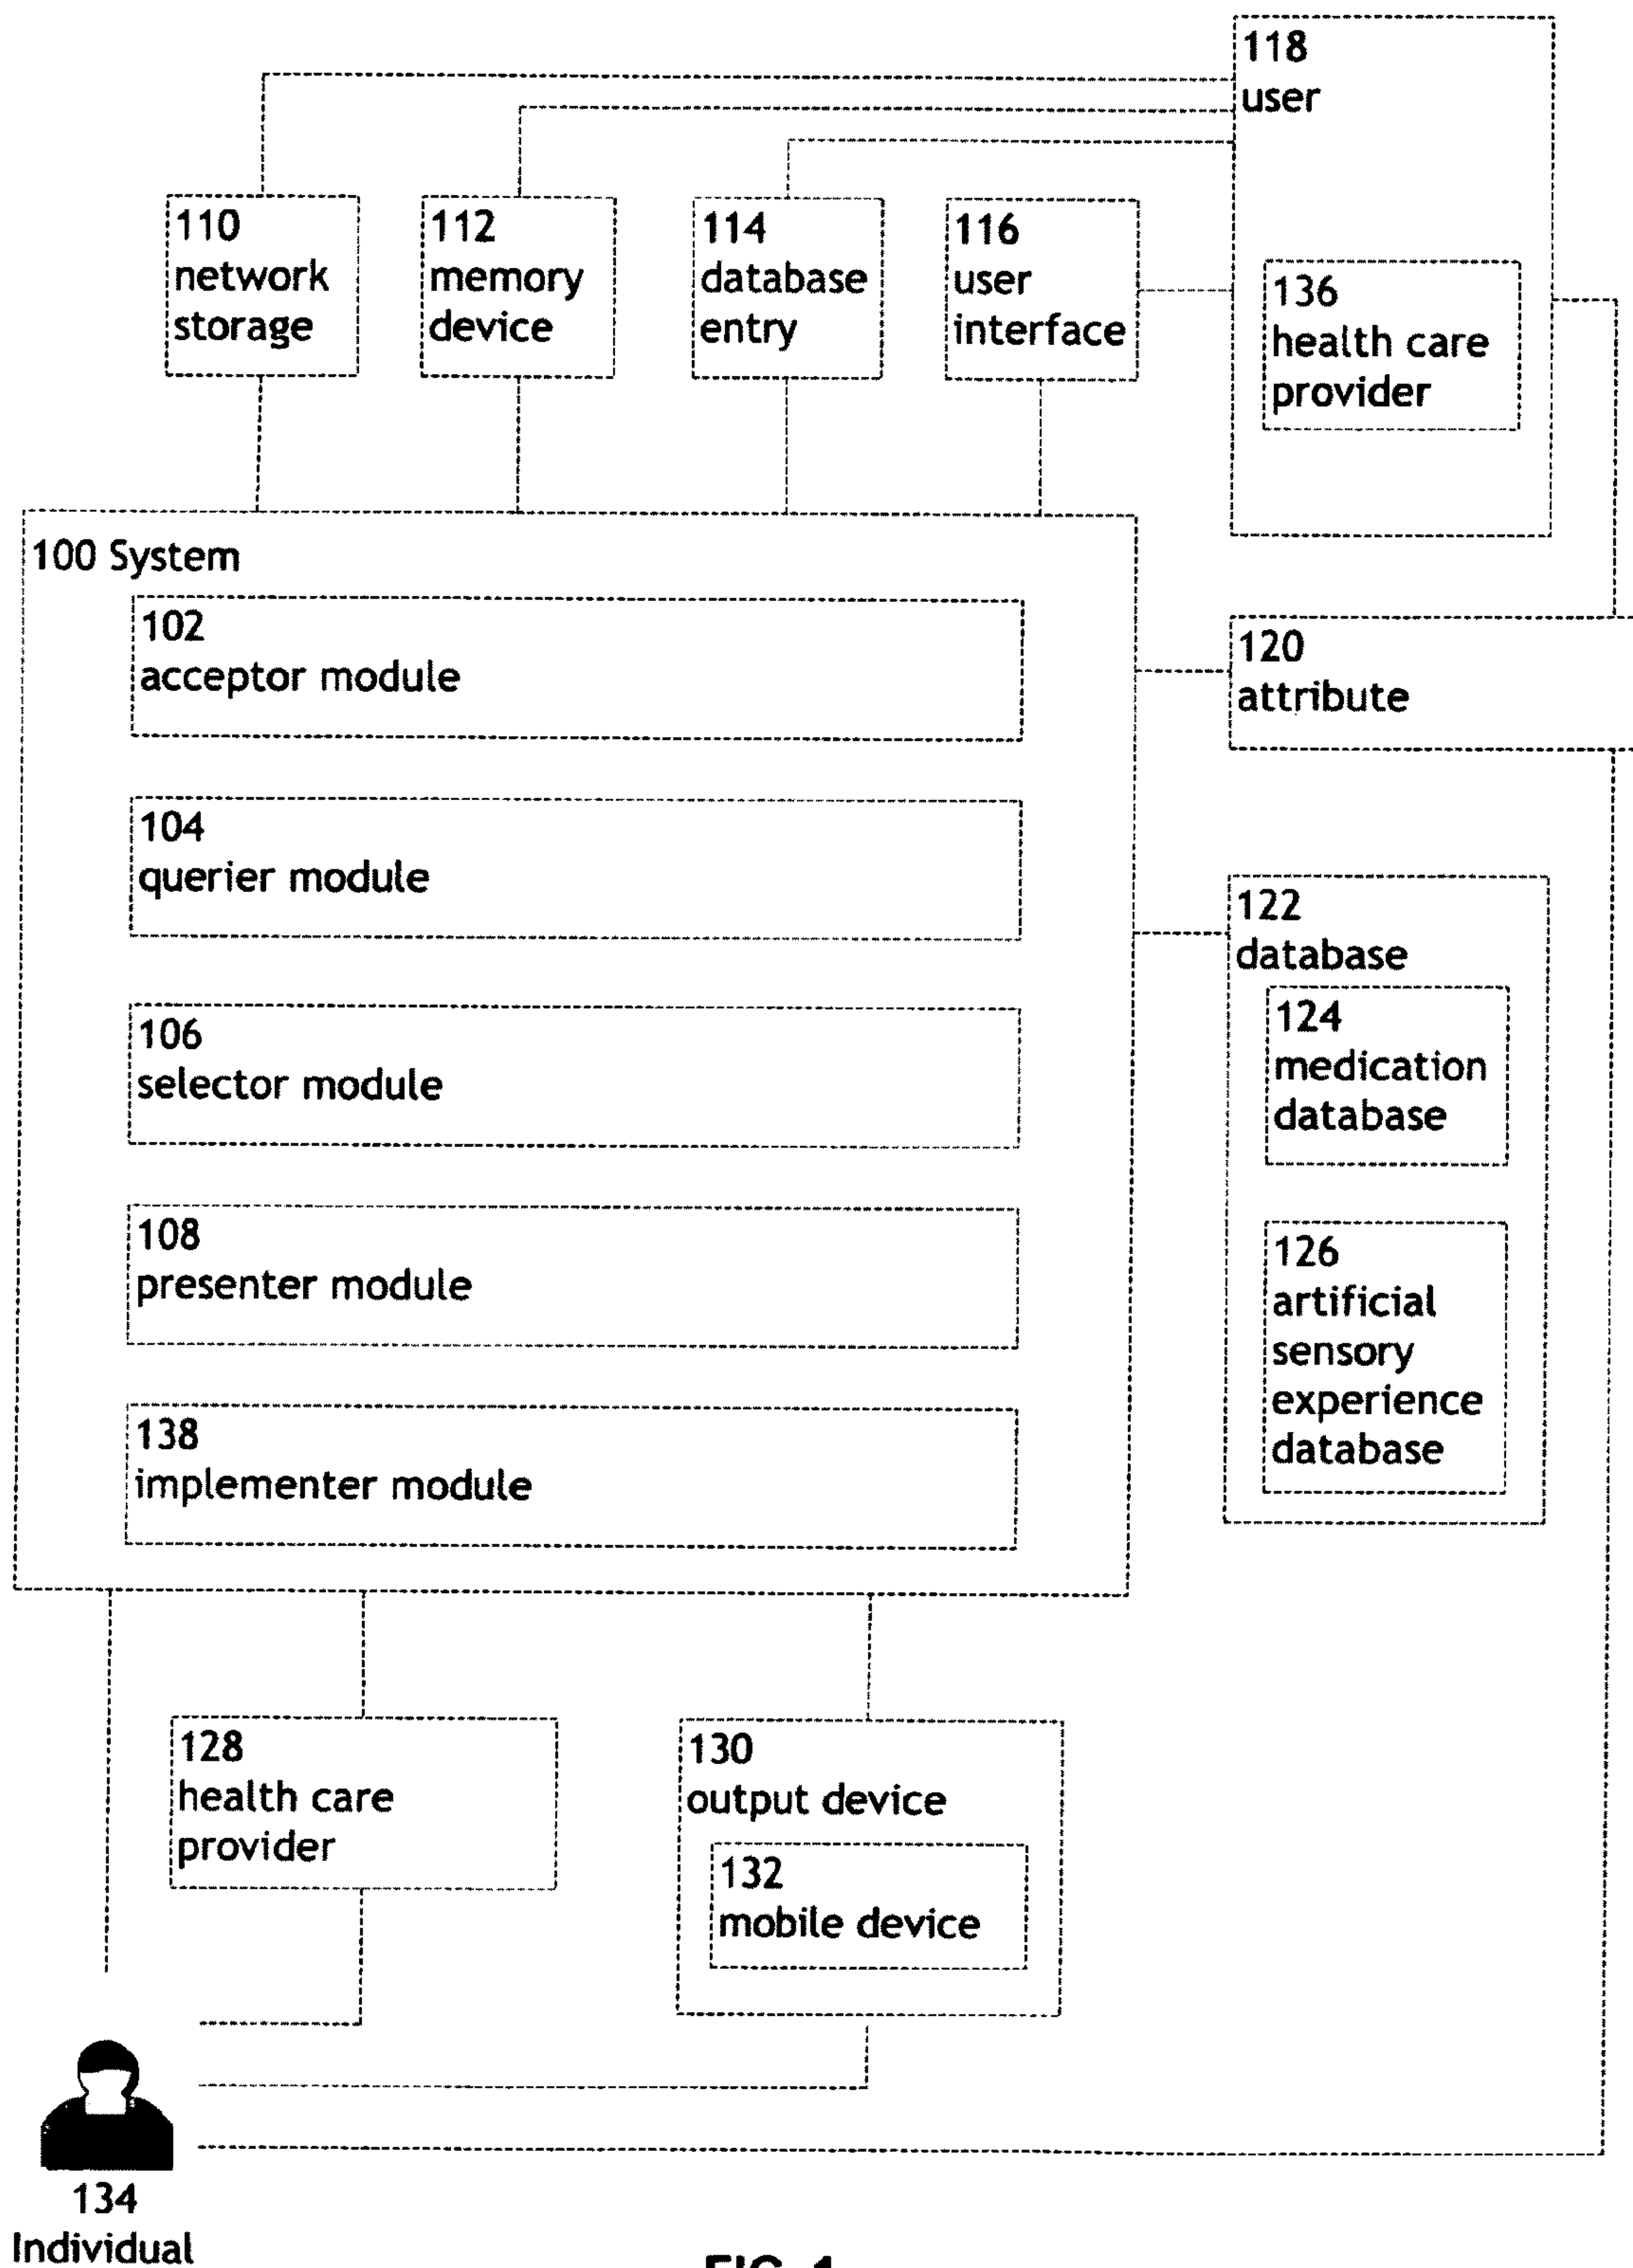 118
user
110
network
storage
112
memory
device
114
database
entry
116
user
interface
136
health care
provider
100 System
102
acceptor module
104
querier module
106
selector module
108
presenter module
138
implementer module
120
attribute
122
database
124
medication
database
126
artificial
sensory
experience
database
128
health care
provider
130
output device
132
mobile device
134
Individual
FIG. 1